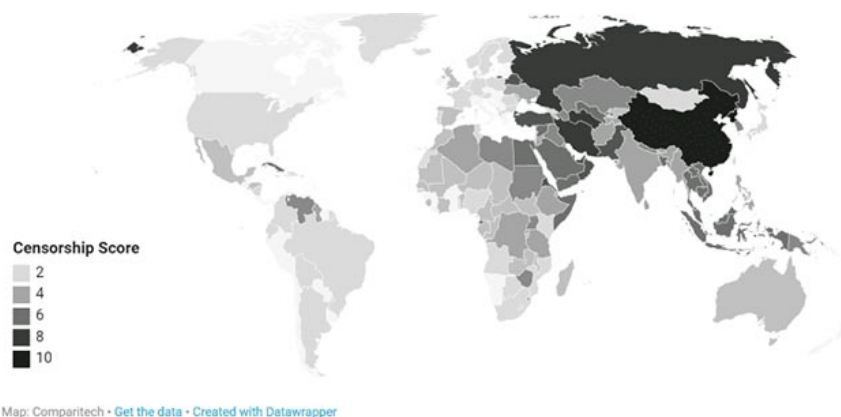 Censorship Score
2
4
6
8
10
Map: Comparitech • Get the data • Created with Datawrapper